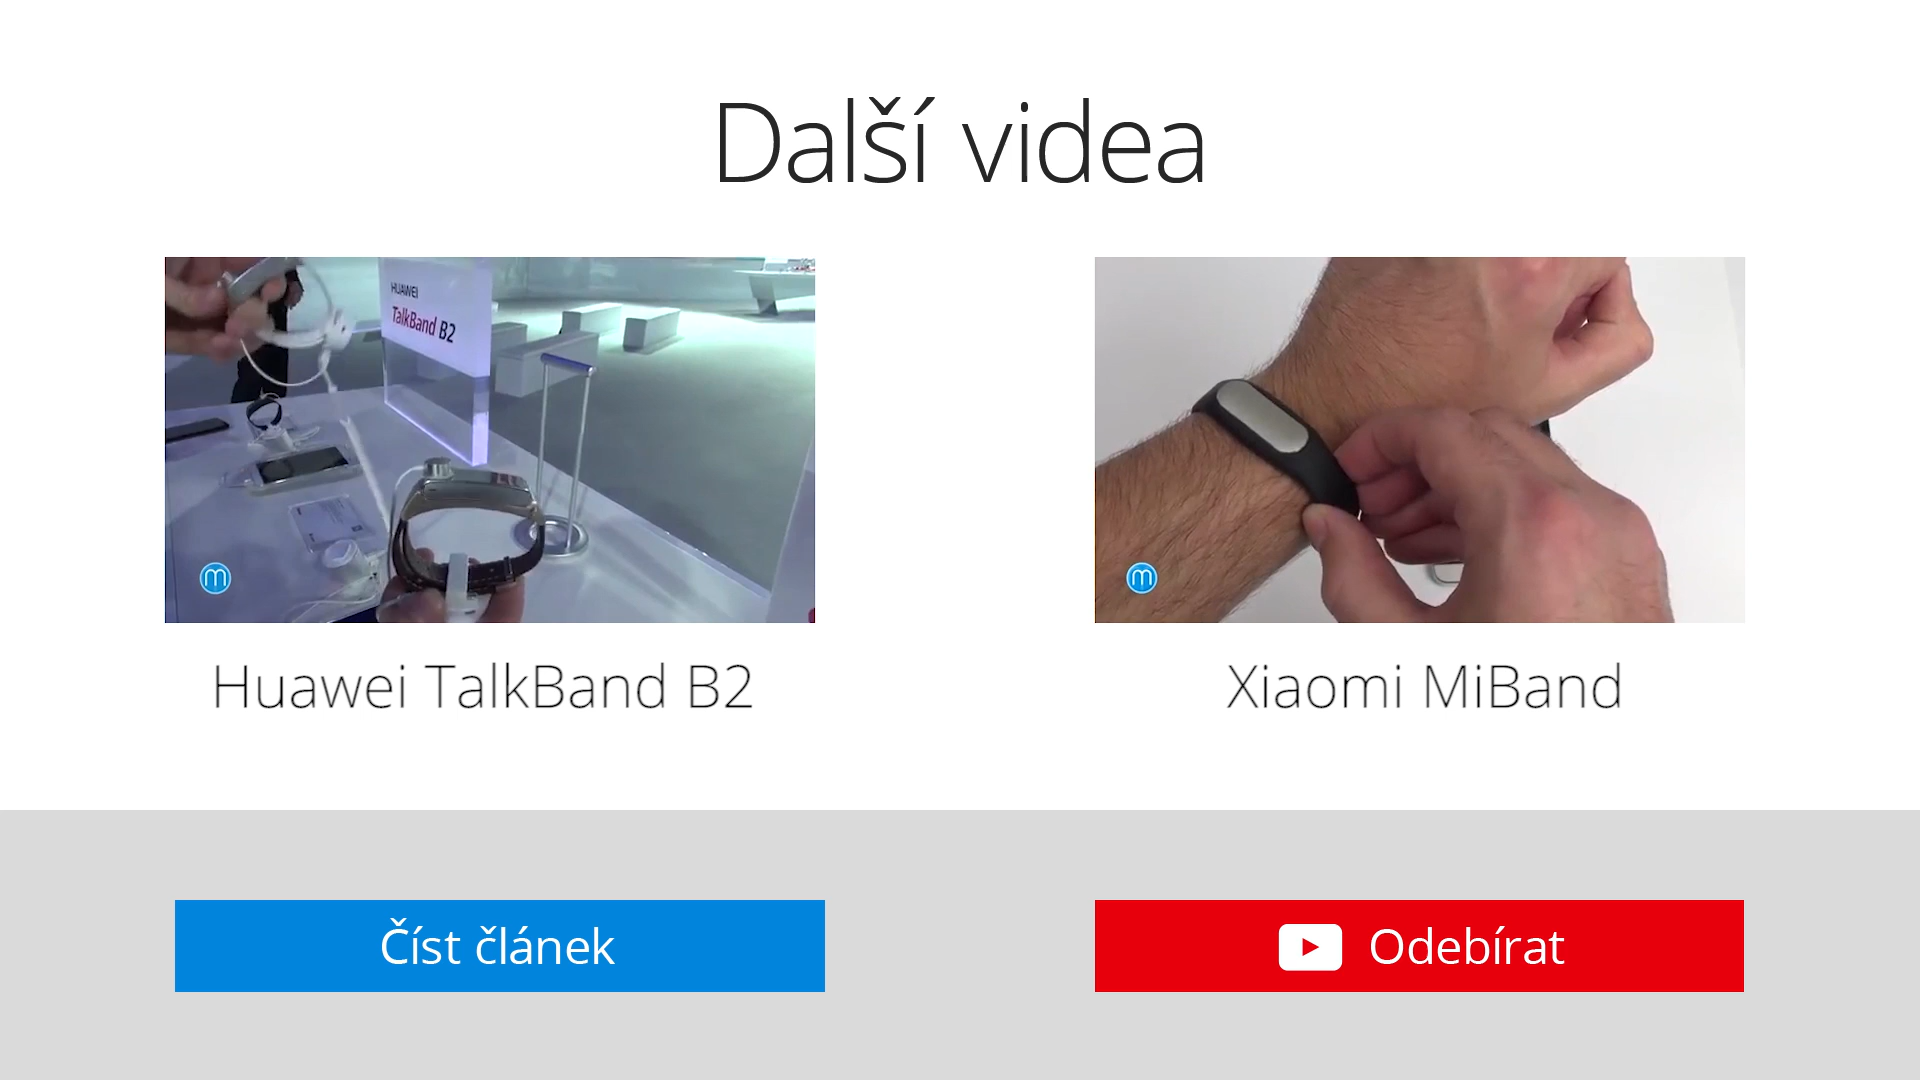 Další videa
HUAWEI
TalkBand B2
Huawei TalkBand B2
Xiaomi MiBand
Číst článek
Odebírat